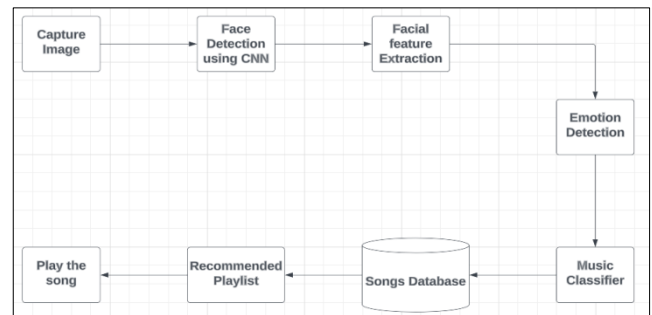 Capture
Image
Face
Detection
using CNN
Facial
feature
Extraction
Emotion
Detection
Music
Classifier
Songs Database
Recommended
Playlist
Play the
song